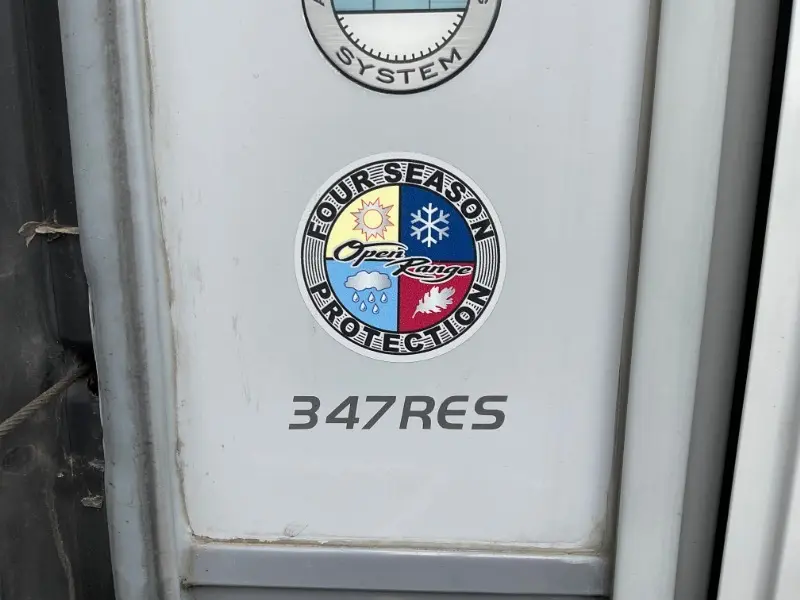 SYSTEM
FOUR SEASON
Open
Range
PROTECTION
347RES